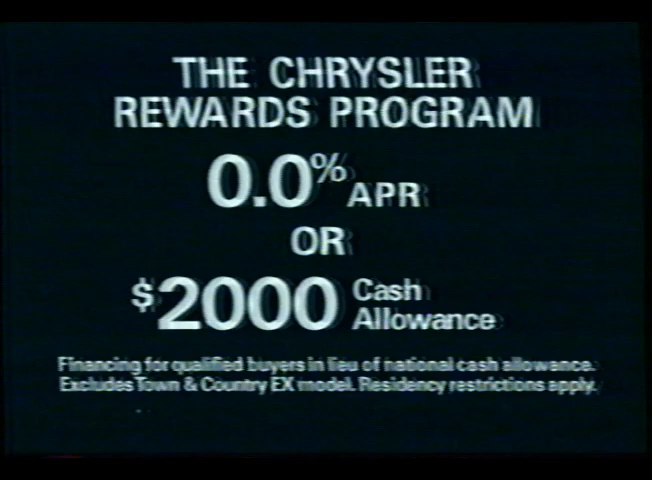 THE CHRYSLER
REWARDS PROGRAM
0.0% APR
OR
$2000 Cash
Allowance
Financing for qualified buyers in lieu of national cash allowance.
Excludes Town & Country EX model. Residency restrictions apply.